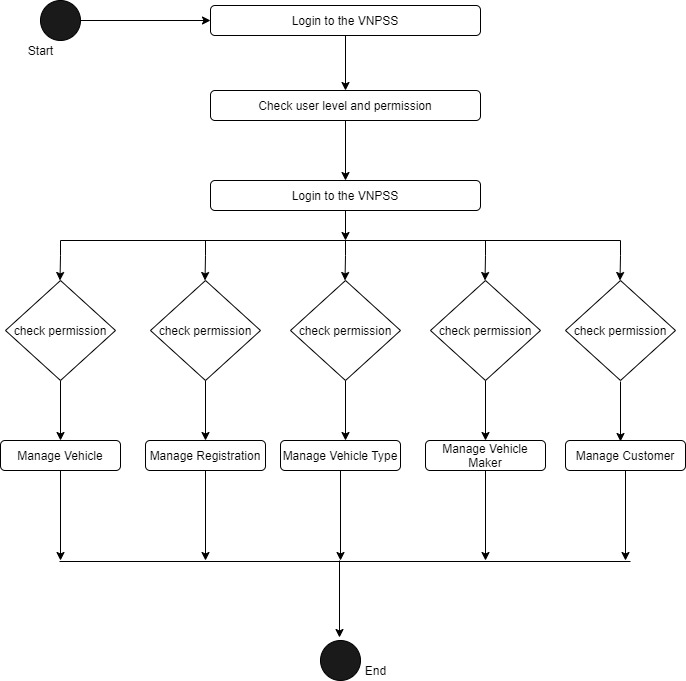 Login to the VNPSS
Start
Check user level and permission
Login to the VNPSS
check permission
check permission
check permission
check permission
check permission
Manage Vehicle
Manage Registration
Manage Vehicle Type
Manage Vehicle
Maker
Manage Customer
End